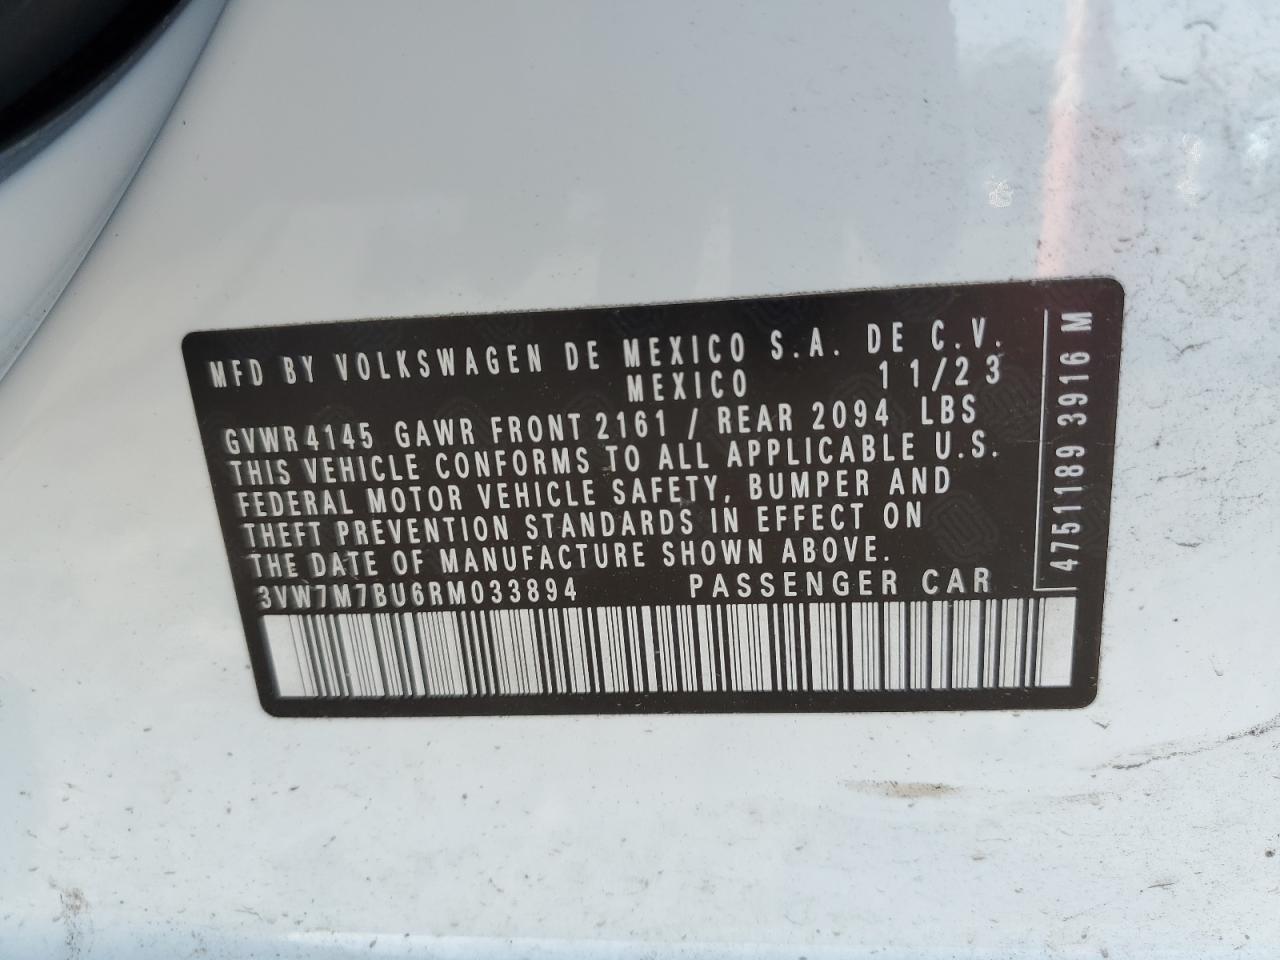 MFD BY VOLKSWAGEN DE MEXICO S.A. DE C.V.
MEXICO 11/23
GVWR 4145 GAWR FRONT 2161 / REAR 2094 LBS
THIS VEHICLE CONFORMS TO ALL APPLICABLE U.S.
FEDERAL MOTOR VEHICLE SAFETY, BUMPER AND
THEFT PREVENTION STANDARDS IN EFFECT ON
THE DATE OF MANUFACTURE SHOWN ABOVE.
3VW7M7BU6RM033894 PASSENGER CAR
4751189 3916 M